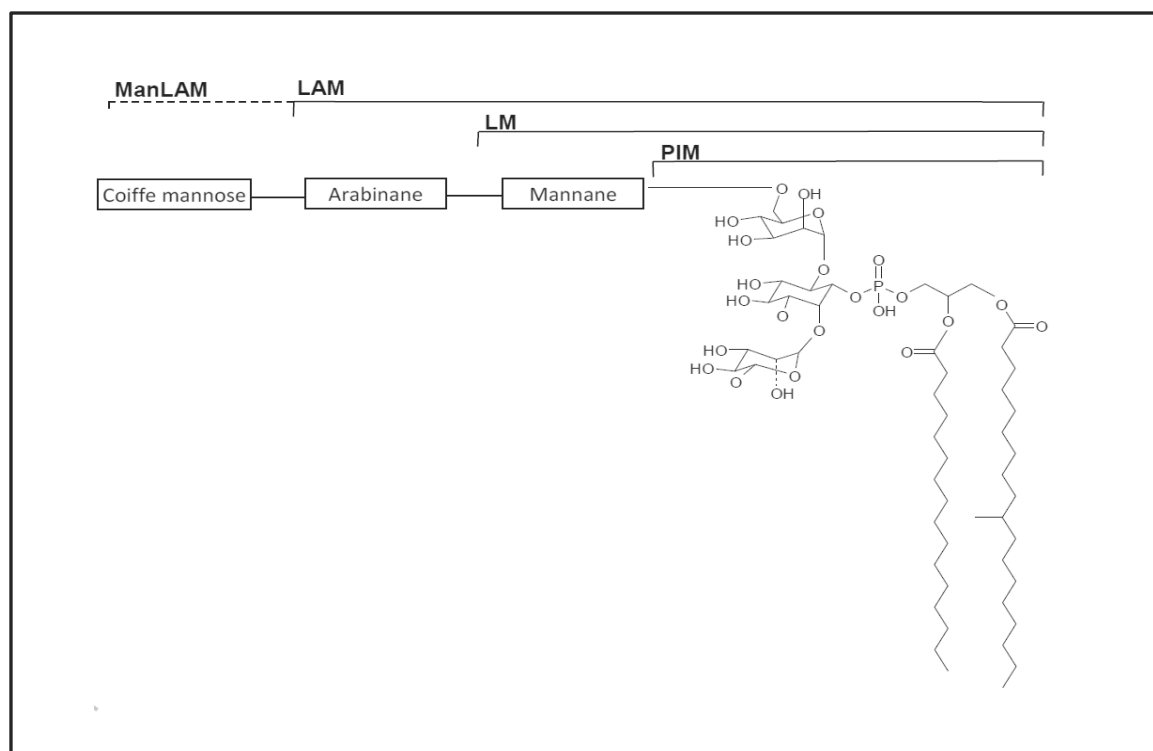 ManLAM LAM
LM
PIM
Coiffe mannose Arabinane Mannane
O
OH
HO O
HO
O
HO
O
HO O P O
O OH O
O
HO O
O O
HO O
O OH